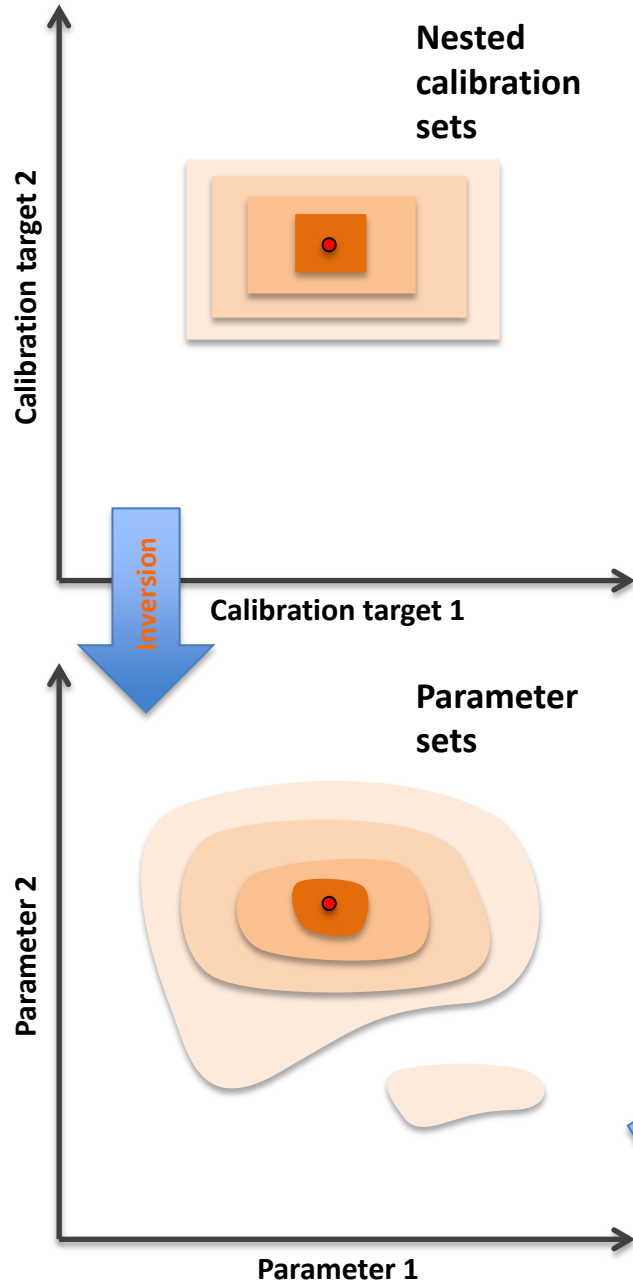 Nested
calibration
sets
Calibration target 2
Calibration target 1
Inversion
Parameter
sets
Parameter 2
Parameter 1